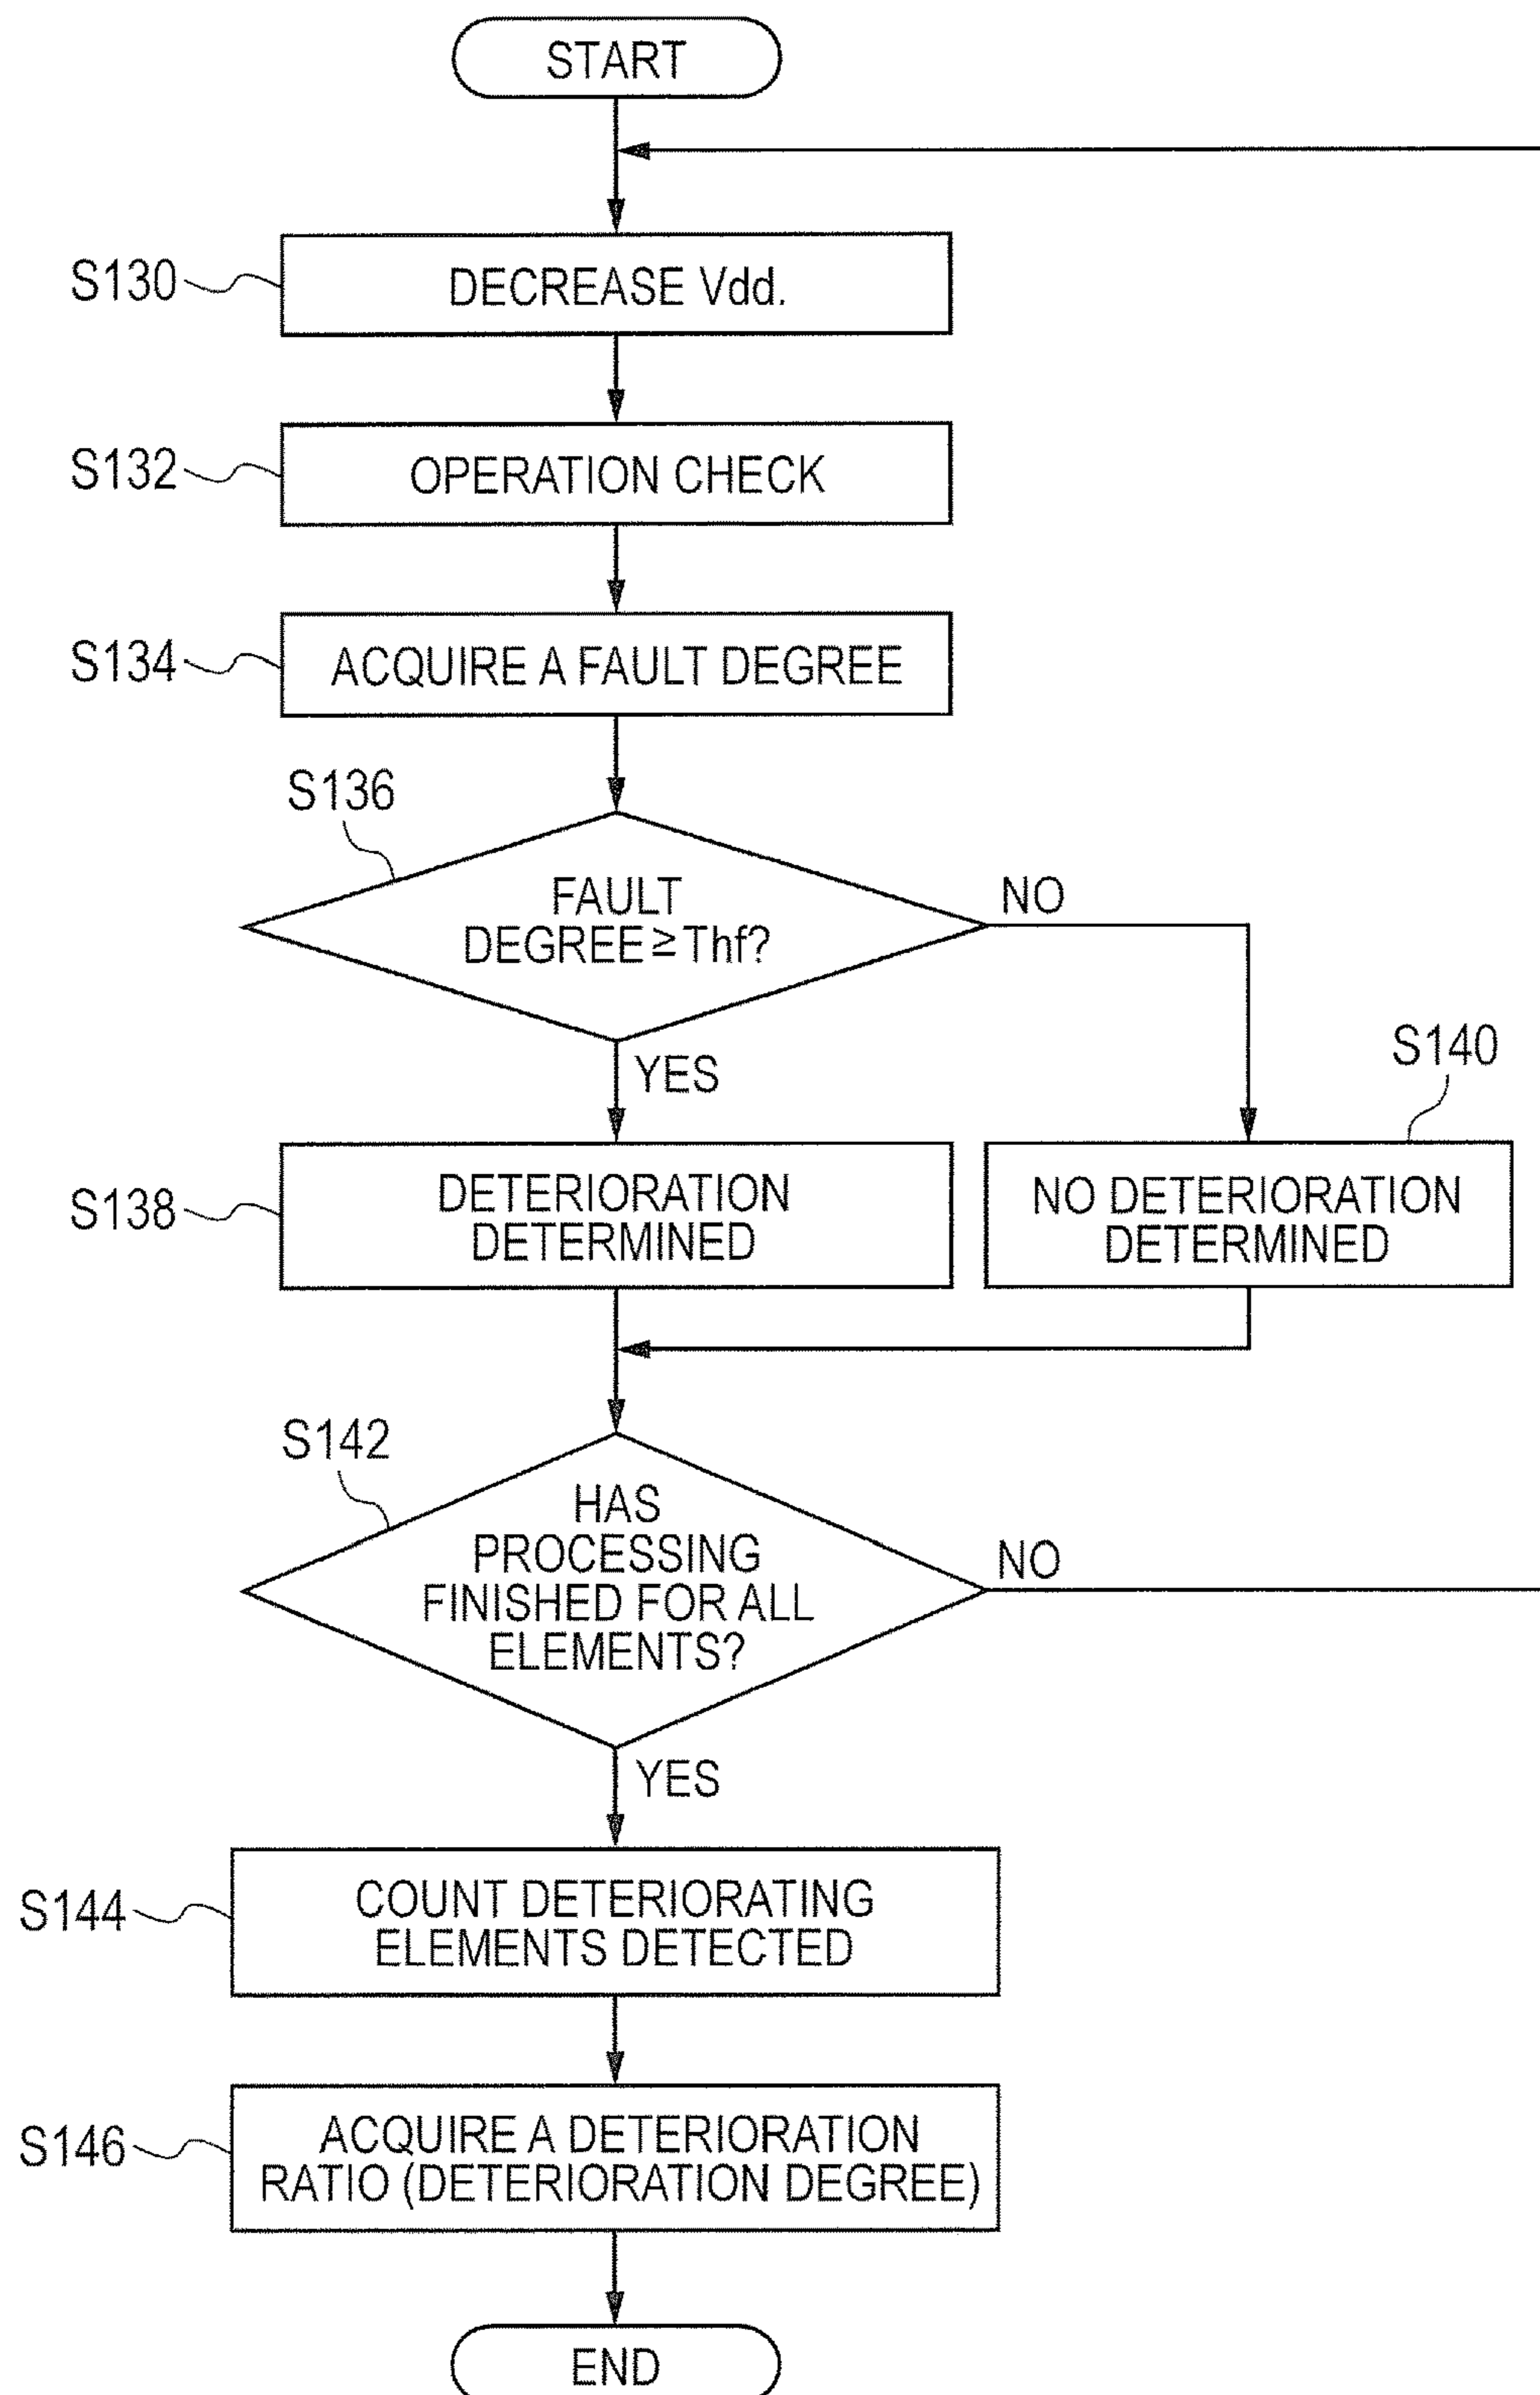 START
S130
DECREASE Vdd.
S132
OPERATION CHECK
S134
ACQUIRE A FAULT DEGREE
S136
FAULT
DEGREE ≥ Thf?
NO
YES
S140
S138
DETERIORATION
DETERMINED
NO DETERIORATION
DETERMINED
S142
HAS
PROCESSING
FINISHED FOR ALL
ELEMENTS?
NO
YES
S144
COUNT DETERIORATING
ELEMENTS DETECTED
S146
ACQUIRE A DETERIORATION
RATIO (DETERIORATION DEGREE)
END